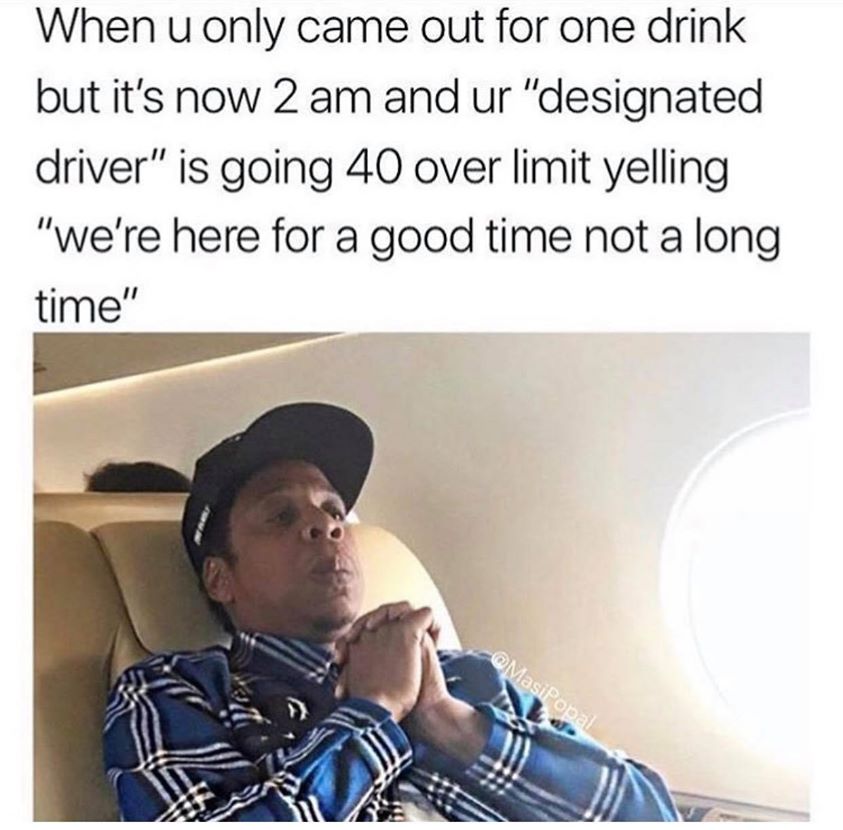 When u only came out for one drink
but it's now 2 am and ur "designated
driver" is going 40 over limit yelling
"we're here for a good time not a long
time"
@MasiPopal